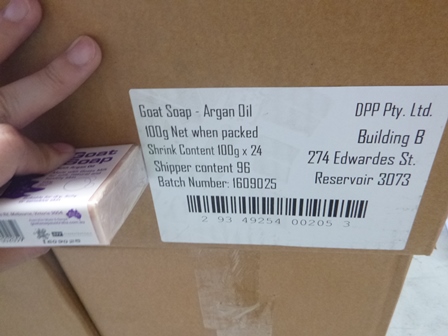 Goat Soap - Argan Oil
100g Net when packed
Shrink Content 100g x 24
Shipper content 96
Batch Number: 1609025
DPP Pty. Ltd.
Building B
274 Edwardes St.
Reservoir 3073
2 93 49254 00205 3
Goat
Soap